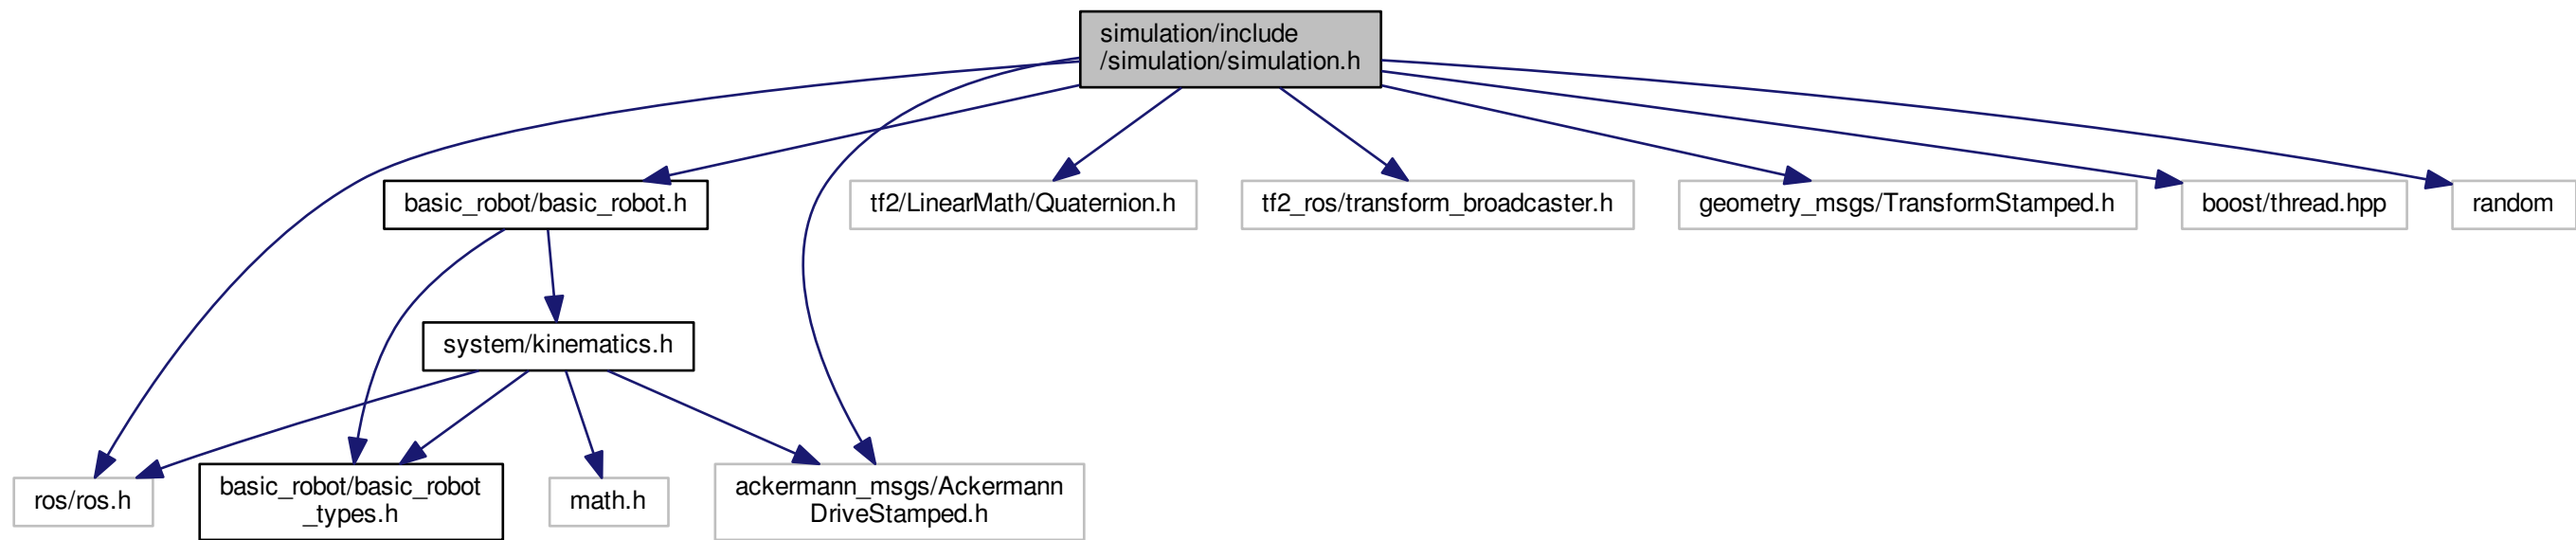 simulation/include
/simulation/simulation.h
basic_robot/basic_robot.h
tf2/LinearMath/Quaternion.h
tf2_ros/transform_broadcaster.h
geometry_msgs/TransformStamped.h
boost/thread.hpp
random
system/kinematics.h
ros/ros.h
basic_robot/basic_robot
_types.h
math.h
ackermann_msgs/Ackermann
DriveStamped.h